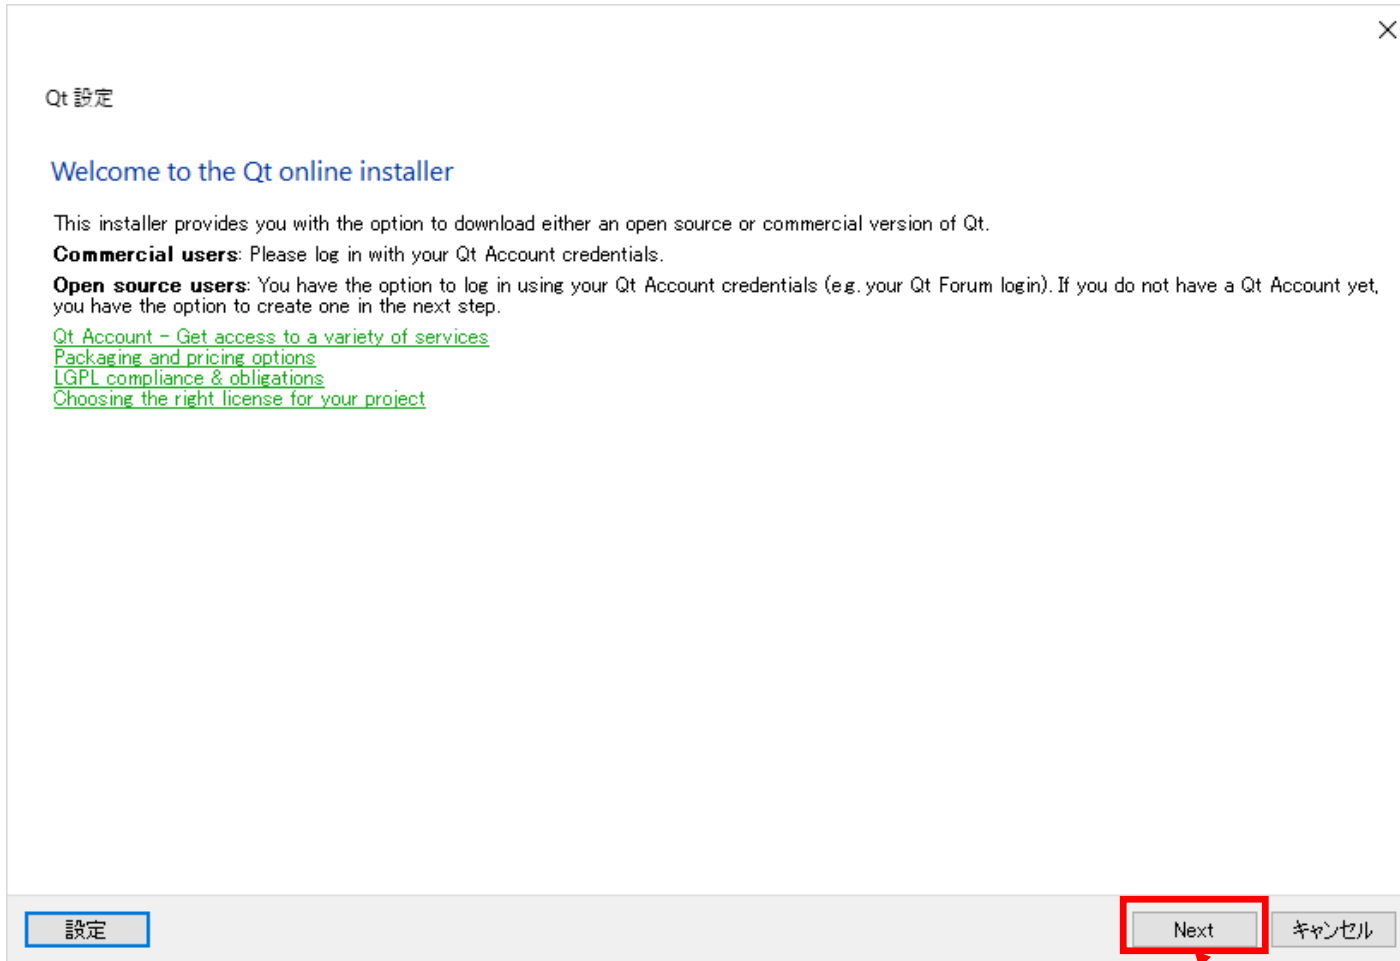 Qt 設定
Welcome to the Qt online installer
This installer provides you with the option to download either an open source or commercial version of Qt.
Commercial users: Please log in with your Qt Account credentials.
Open source users: You have the option to log in using your Qt Account credentials (e.g. your Qt Forum login). If you do not have a Qt Account yet,
you have the option to create one in the next step.
Qt Account - Get access to a variety of services
Packaging and pricing options
LGPL compliance & obligations
Choosing the right license for your project
設定
Next
キャンセル